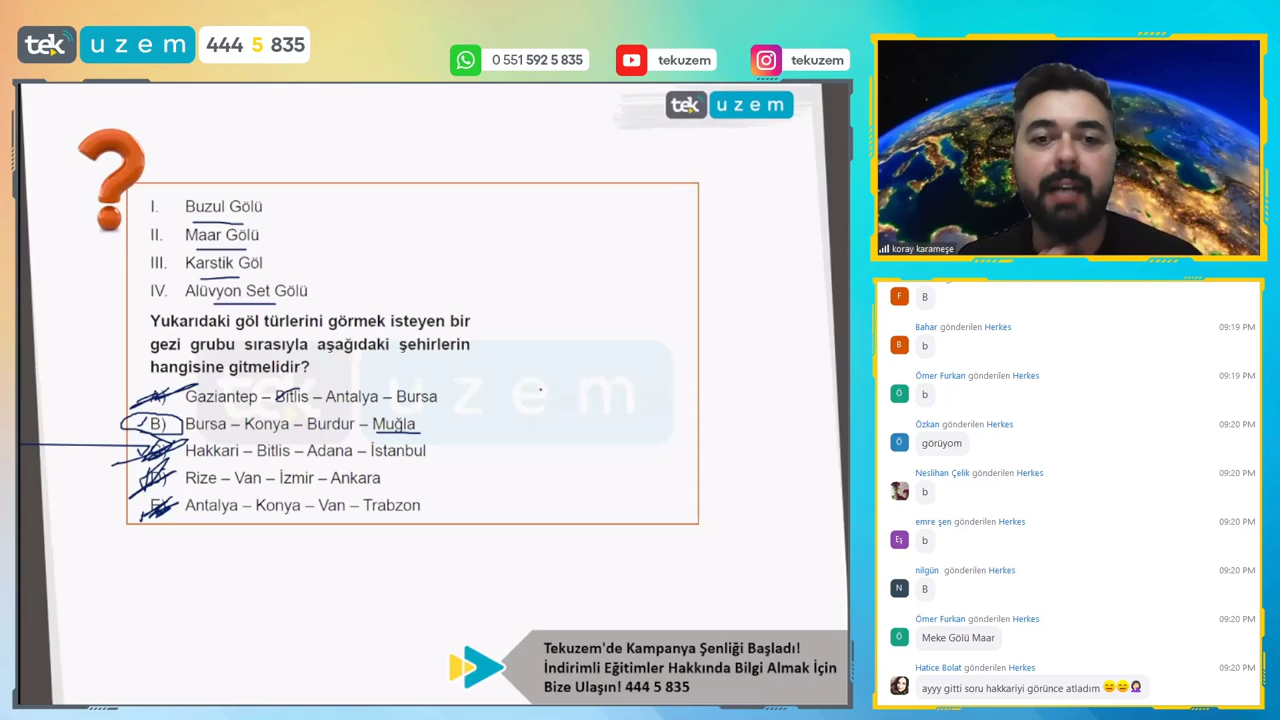 tek uzem 444 5 835
0 551 592 5 835
tekuzem
tekuzem
tek uzem
?
I. Buzul Gölü
II. Maar Gölü
III. Karstik Göl
IV. Alüvyon Set Gölü
Yukarıdaki göl türlerini görmek isteyen bir
gezi grubu sırasıyla aşağıdaki şehirlerin
hangisine gitmelidir?
Gaziantep – Bitlis – Antalya – Bursa
B) Bursa – Konya – Burdur – Muğla
Hakkari – Bitlis – Adana – İstanbul
Rize – Van – İzmir – Ankara
Antalya – Konya – Van – Trabzon
tek uzem
Tekuzem'de Kampanya Şenliği Başladı!
İndirimli Eğitimler Hakkında Bilgi Almak İçin
Bize Ulaşın! 444 5 835
koray karameşe
F B
Bahar gönderilen Herkes 09:19 PM
B b
Ömer Furkan gönderilen Herkes 09:19 PM
Ö b
Özkan gönderilen Herkes 09:20 PM
Ö görüyom
Neslihan Çelik gönderilen Herkes 09:20 PM
b
emre şen gönderilen Herkes 09:20 PM
Eş b
nilgün gönderilen Herkes 09:20 PM
N B
Ömer Furkan gönderilen Herkes 09:20 PM
Ö Meke Gölü Maar
Hatice Bolat gönderilen Herkes 09:20 PM
ayyy gitti soru hakkariyi görünce atladım